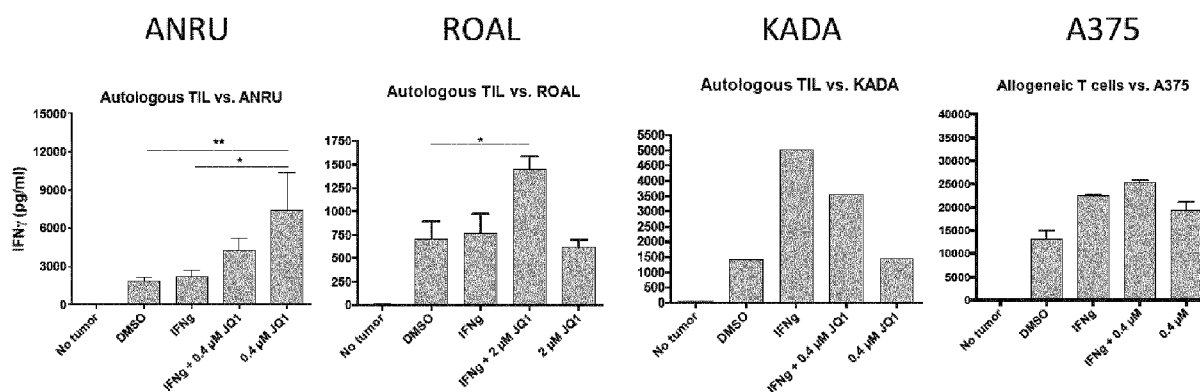 ANRU
ROAL
KADA
A375
Autologous TIL vs. ANRU
IFNγ (pg/ml)
15000
12000
9000
6000
3000
0
**
*
No tumor
DMSO
IFNg
IFNg + 0.4 µM JQ1
0.4 µM JQ1
Autologous TIL vs. ROAL
1750
1500
1250
1000
750
500
250
0
*
No tumor
DMSO
IFNg
IFNg + 2 µM JQ1
2 µM JQ1
Autologous TIL vs. KADA
5500
5000
4500
4000
3500
3000
2500
2000
1500
1000
500
0
No tumor
DMSO
IFNg
IFNg + 0.4 µM JQ1
0.4 µM JQ1
Allogeneic T cells vs. A375
40000
35000
30000
25000
20000
15000
10000
5000
0
No tumor
DMSO
IFNg
IFNg + 0.4 µM
0.4 µM